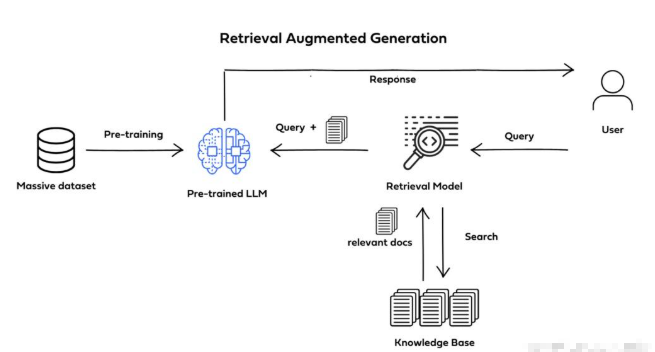 Retrieval Augmented Generation
Response
Pre-training
Query +
Query
User
Massive dataset
Pre-trained LLM
Retrieval Model
relevant docs
Search
Knowledge Base